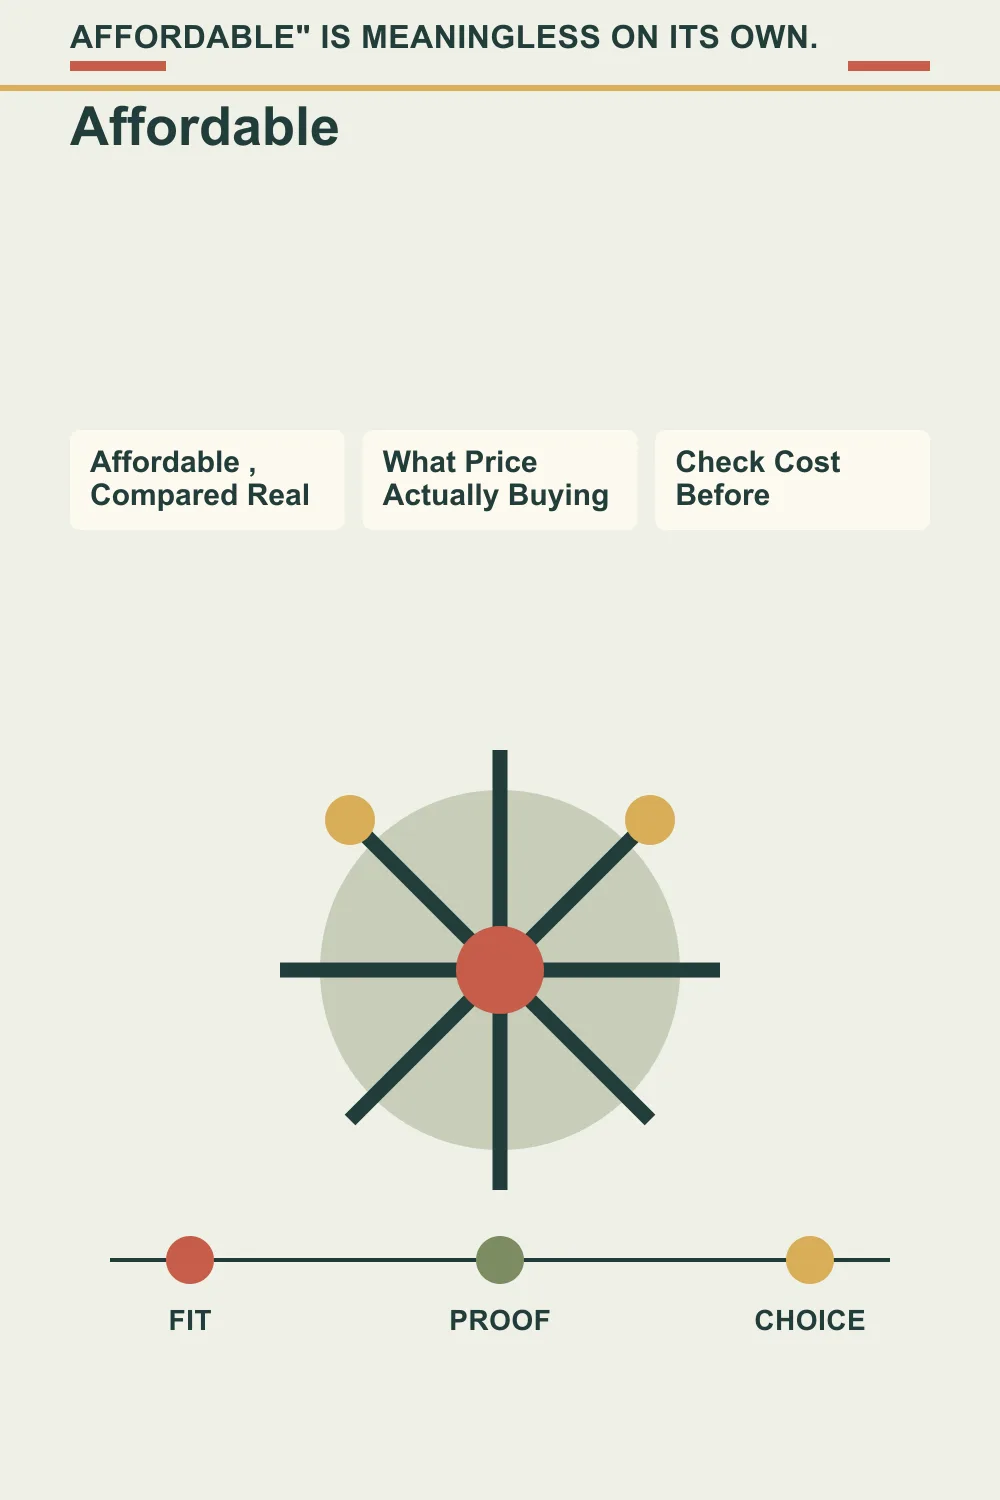 AFFORDABLE" IS MEANINGLESS ON ITS OWN.
Affordable
Affordable ,
Compared Real
What Price
Actually Buying
Check Cost
Before
FIT
PROOF
CHOICE